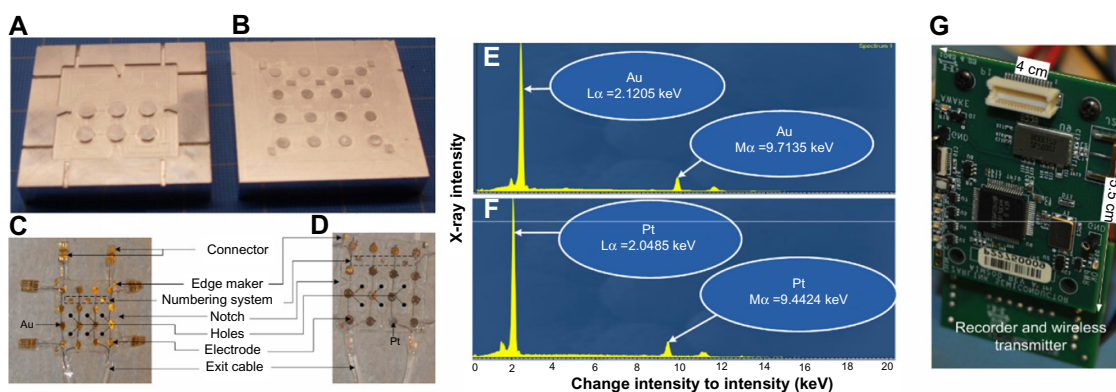 A
B
C
D
Connector
Edge maker
Numbering system
Notch
Holes
Electrode
Exit cable
Au
Pt
E
Spectrum 1
Au
Lα =2.1205 keV
Au
Mα =9.7135 keV
F
Pt
Lα =2.0485 keV
Pt
Mα =9.4424 keV
X-ray intensity
0 2 4 6 8 10 12 14 16 18 20
Change intensity to intensity (keV)
G
4 cm
5.5 cm
Recorder and wireless
transmitter